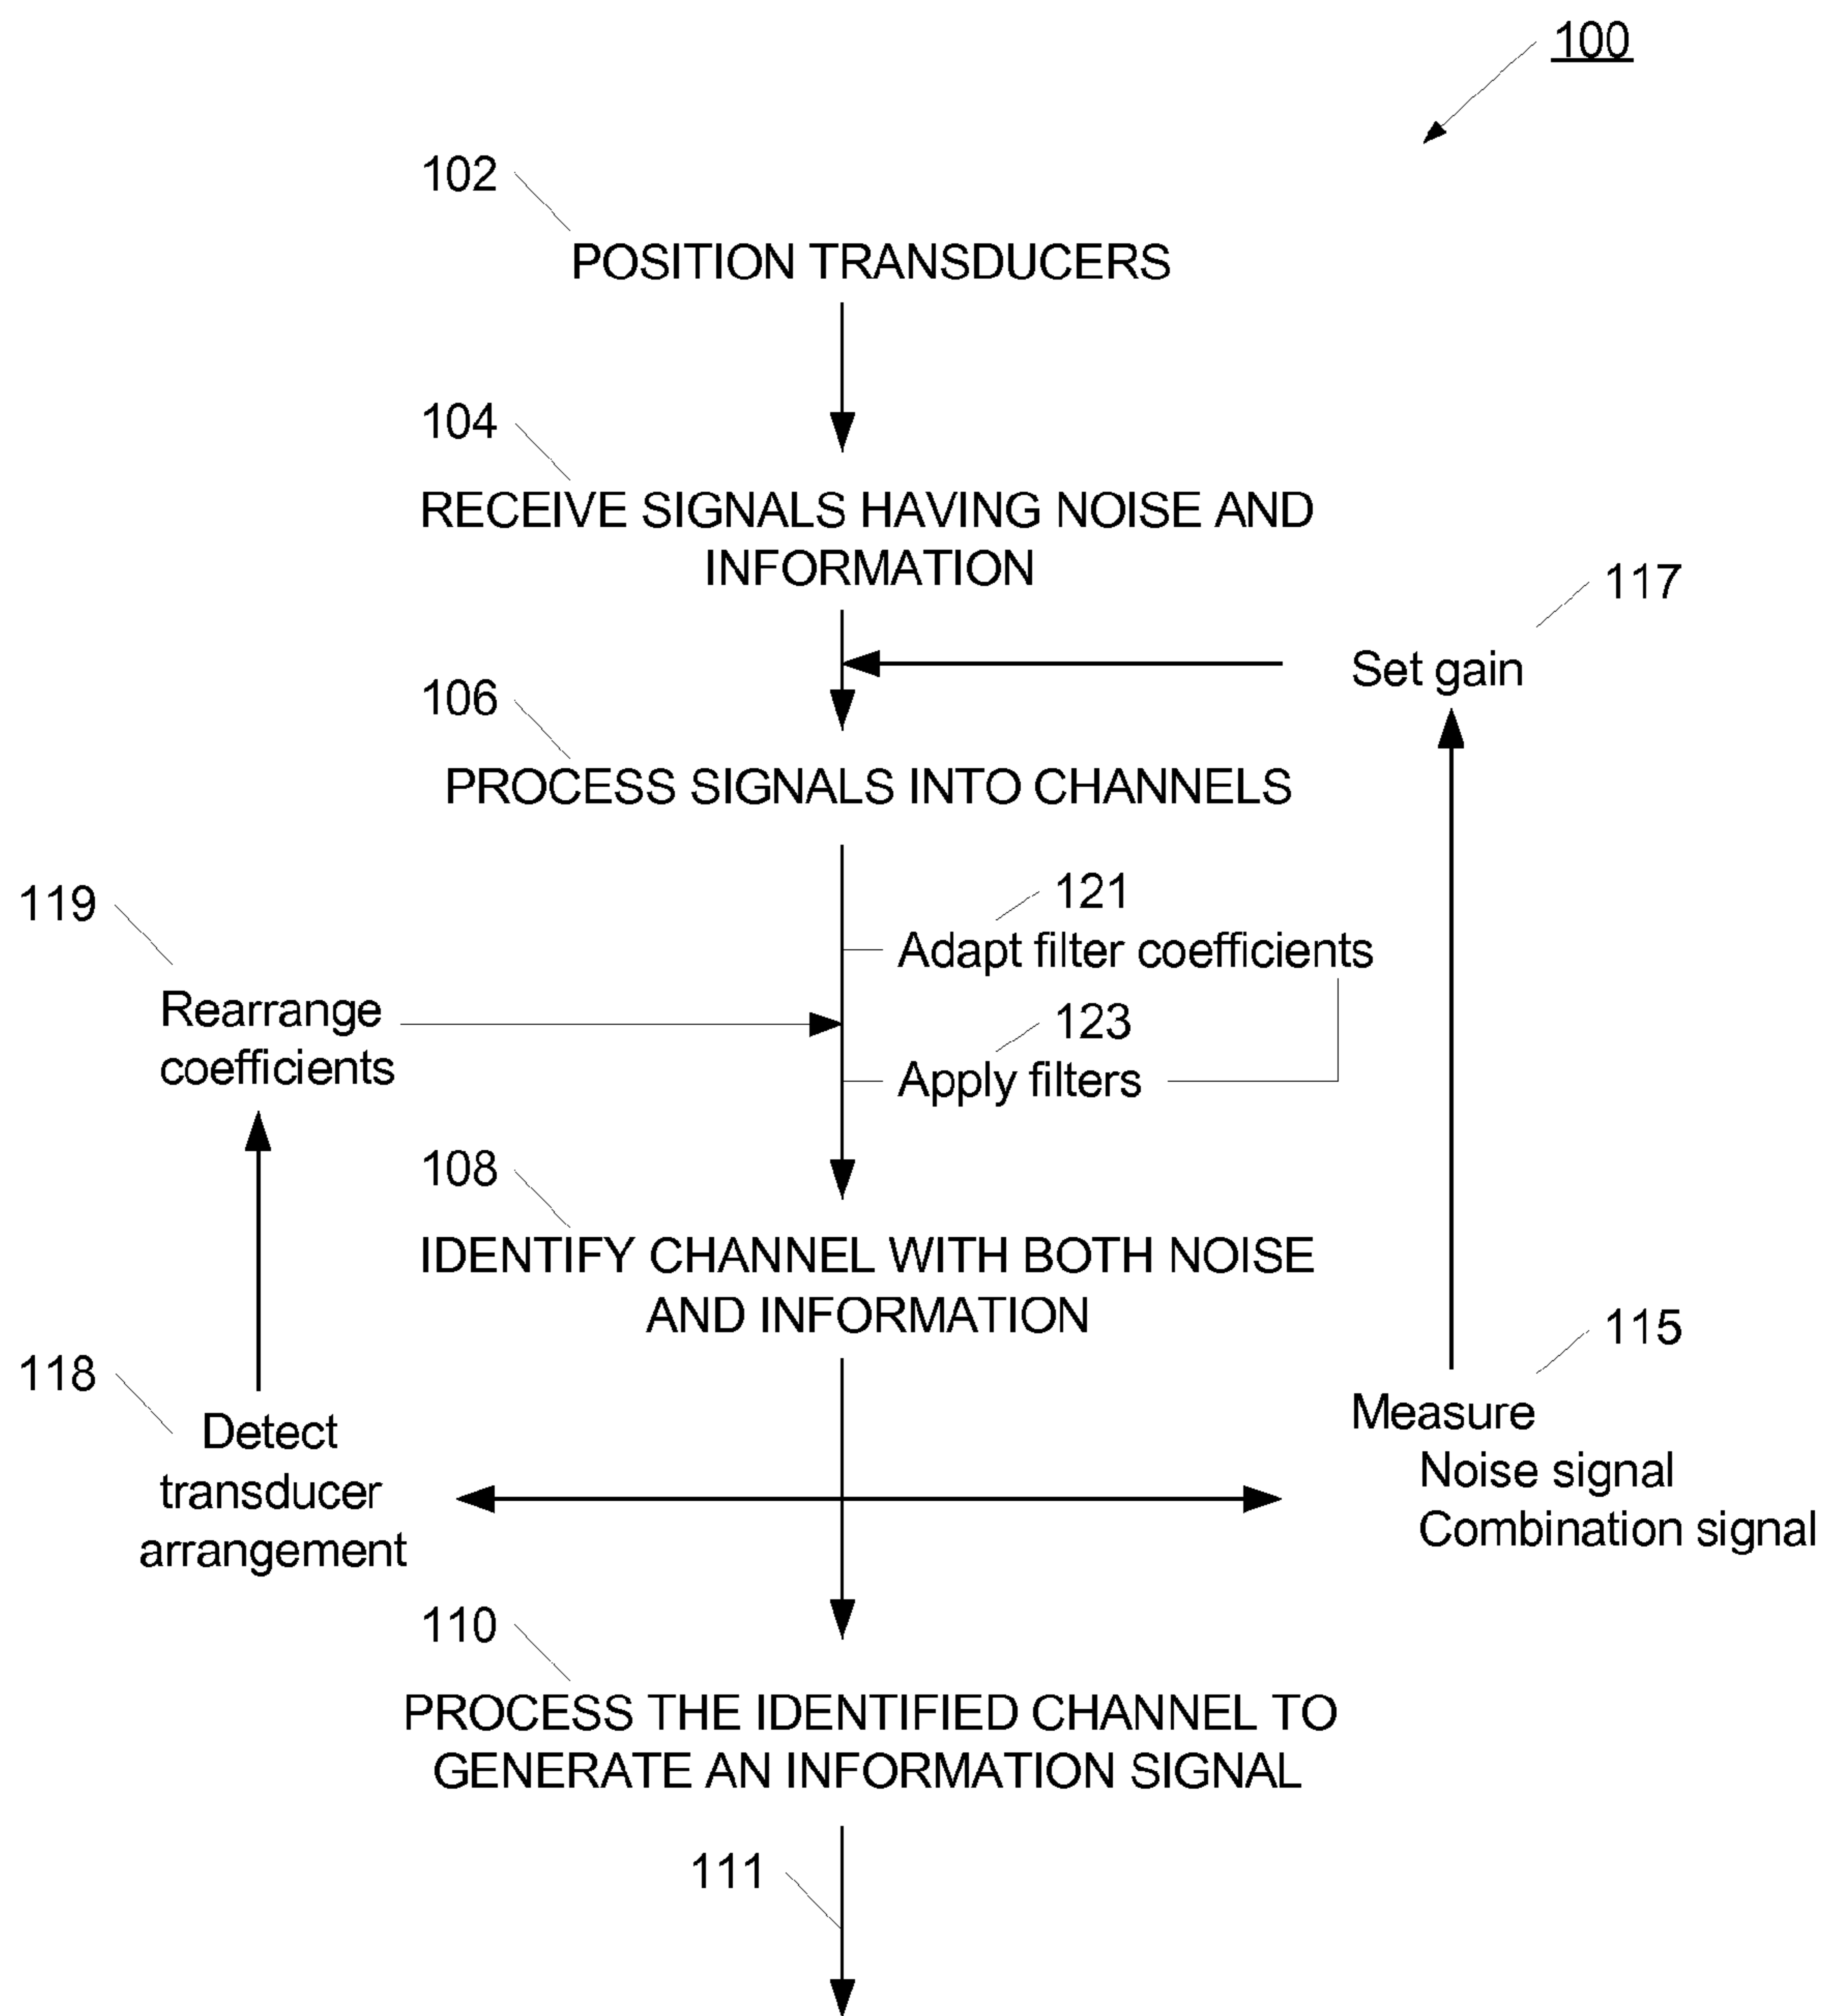 100
102
POSITION TRANSDUCERS
104
RECEIVE SIGNALS HAVING NOISE AND
INFORMATION
117
Set gain
106
PROCESS SIGNALS INTO CHANNELS
121
Adapt filter coefficients
119
Rearrange
coefficients
123
Apply filters
108
IDENTIFY CHANNEL WITH BOTH NOISE
AND INFORMATION
118
Detect
transducer
arrangement
115
Measure
Noise signal
Combination signal
110
PROCESS THE IDENTIFIED CHANNEL TO
GENERATE AN INFORMATION SIGNAL
111